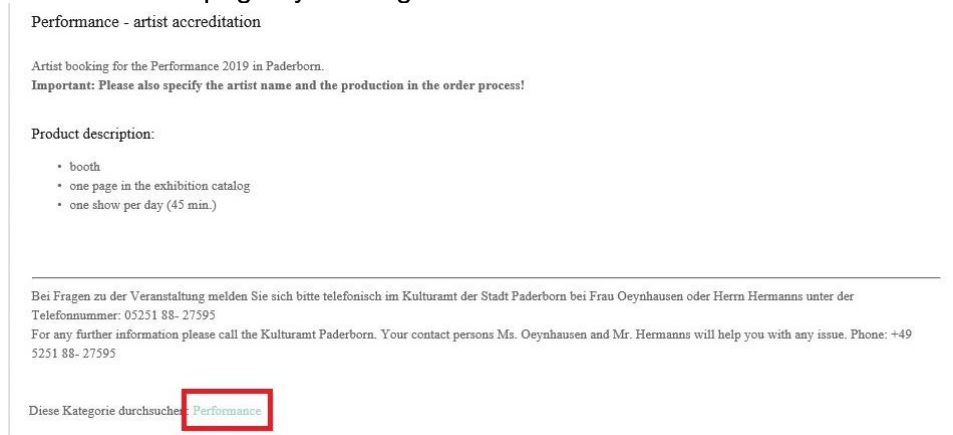 Performance - artist accreditation
Artist booking for the Performance 2019 in Paderborn.
Important: Please also specify the artist name and the production in the order process!
Product description:
• booth
• one page in the exhibition catalog
• one show per day (45 min.)
Bei Fragen zu der Veranstaltung melden Sie sich bitte telefonisch im Kulturamt der Stadt Paderborn bei Frau Oeynhausen oder Herrn Hermanns unter der
Telefonnummer: 05251 88- 27595
For any further information please call the Kulturamt Paderborn. Your contact persons Ms. Oeynhausen and Mr. Hermanns will help you with any issue. Phone: +49
5251 88- 27595
Diese Kategorie durchsuchen: Performance